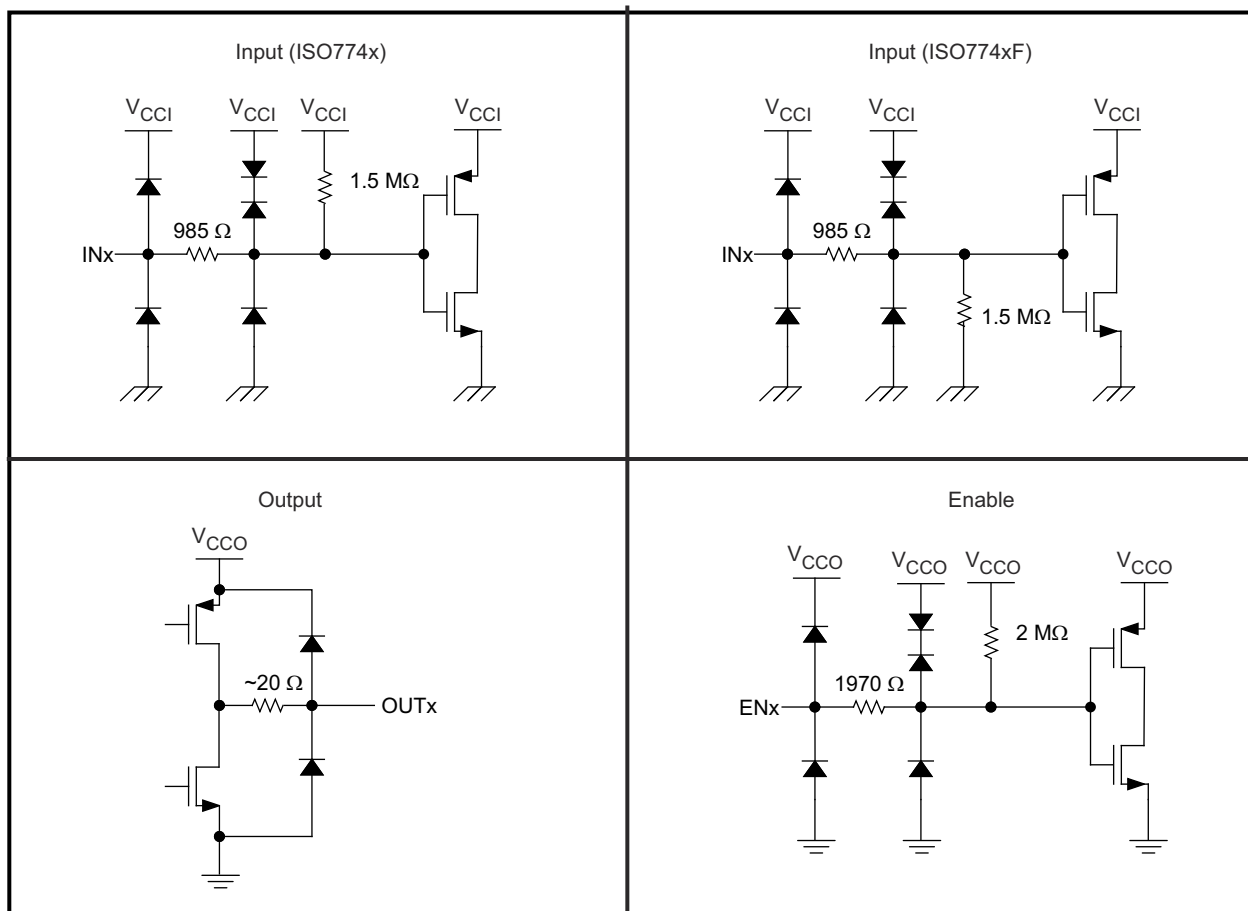 Input (ISO774x)
VCCI VCCI VCCI VCCI
1.5 MΩ
985 Ω
INx
Input (ISO774xF)
VCCI VCCI VCCI
985 Ω
INx
1.5 MΩ
Output
VCCO
~20 Ω
OUTx
Enable
VCCO VCCO VCCO VCCO
2 MΩ
1970 Ω
ENx